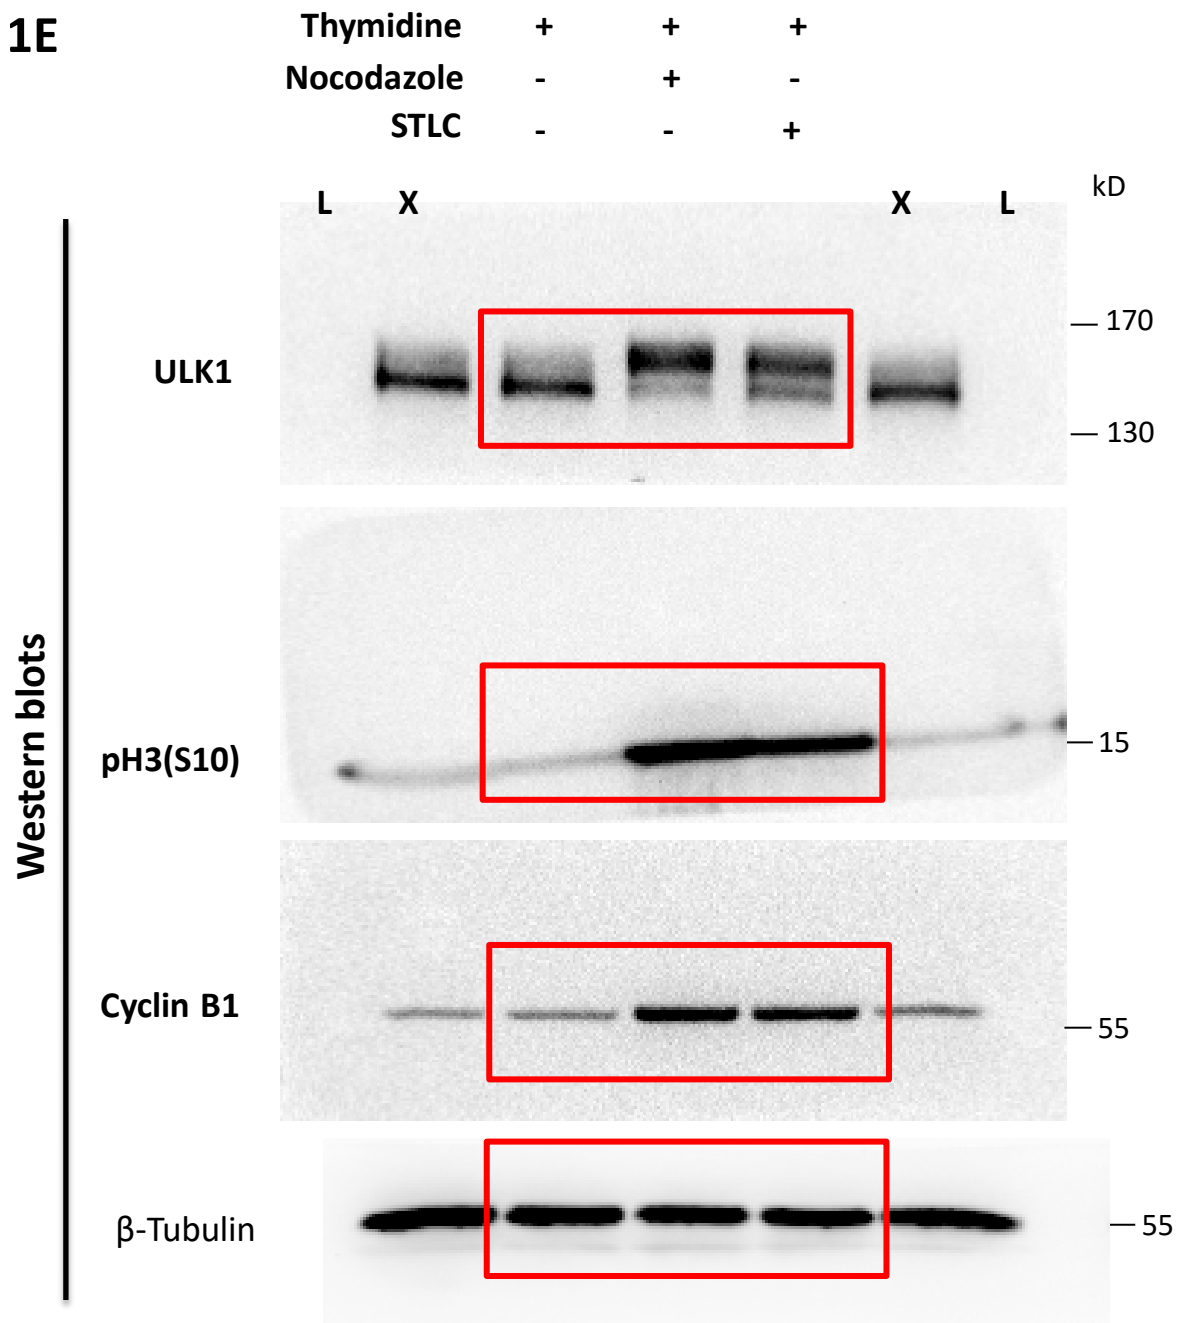 1E
Thymidine + + +
Nocodazole - + -
STLC - - +
kD
L X X L
ULK1
170
130
Western blots
pH3(S10)
15
Cyclin B1
55
β-Tubulin
55